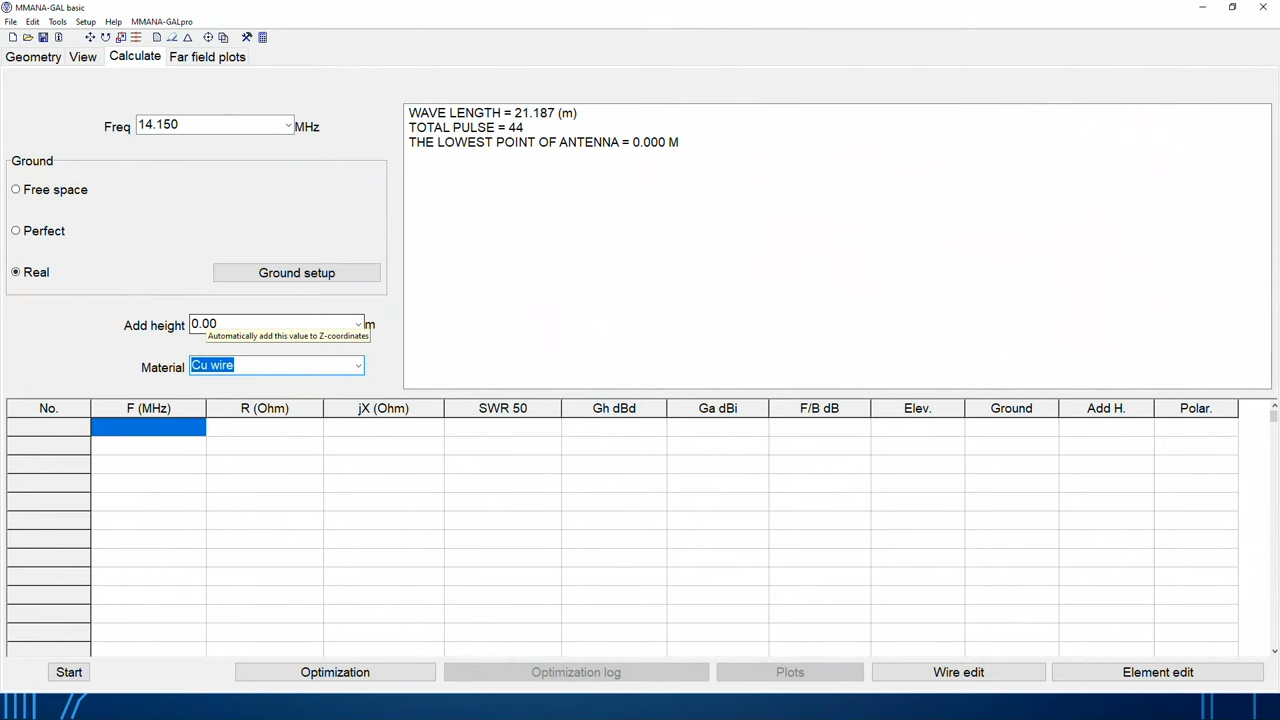 MMANA-GAL basic
File Edit Tools Setup Help MMANA-GALpro
Geometry View Calculate Far field plots
Freq 14.150 MHz
Ground
Free space
Perfect
Real Ground setup
Add height 0.00 m
Automatically add this value to Z-coordinates
Material Cu wire
WAVE LENGTH = 21.187 (m)
TOTAL PULSE = 44
THE LOWEST POINT OF ANTENNA = 0.000 M
No. F (MHz) R (Ohm) jX (Ohm) SWR 50 Gh dBd Ga dBi F/B dB Elev. Ground Add H. Polar.
Start Optimization Optimization log Plots Wire edit Element edit